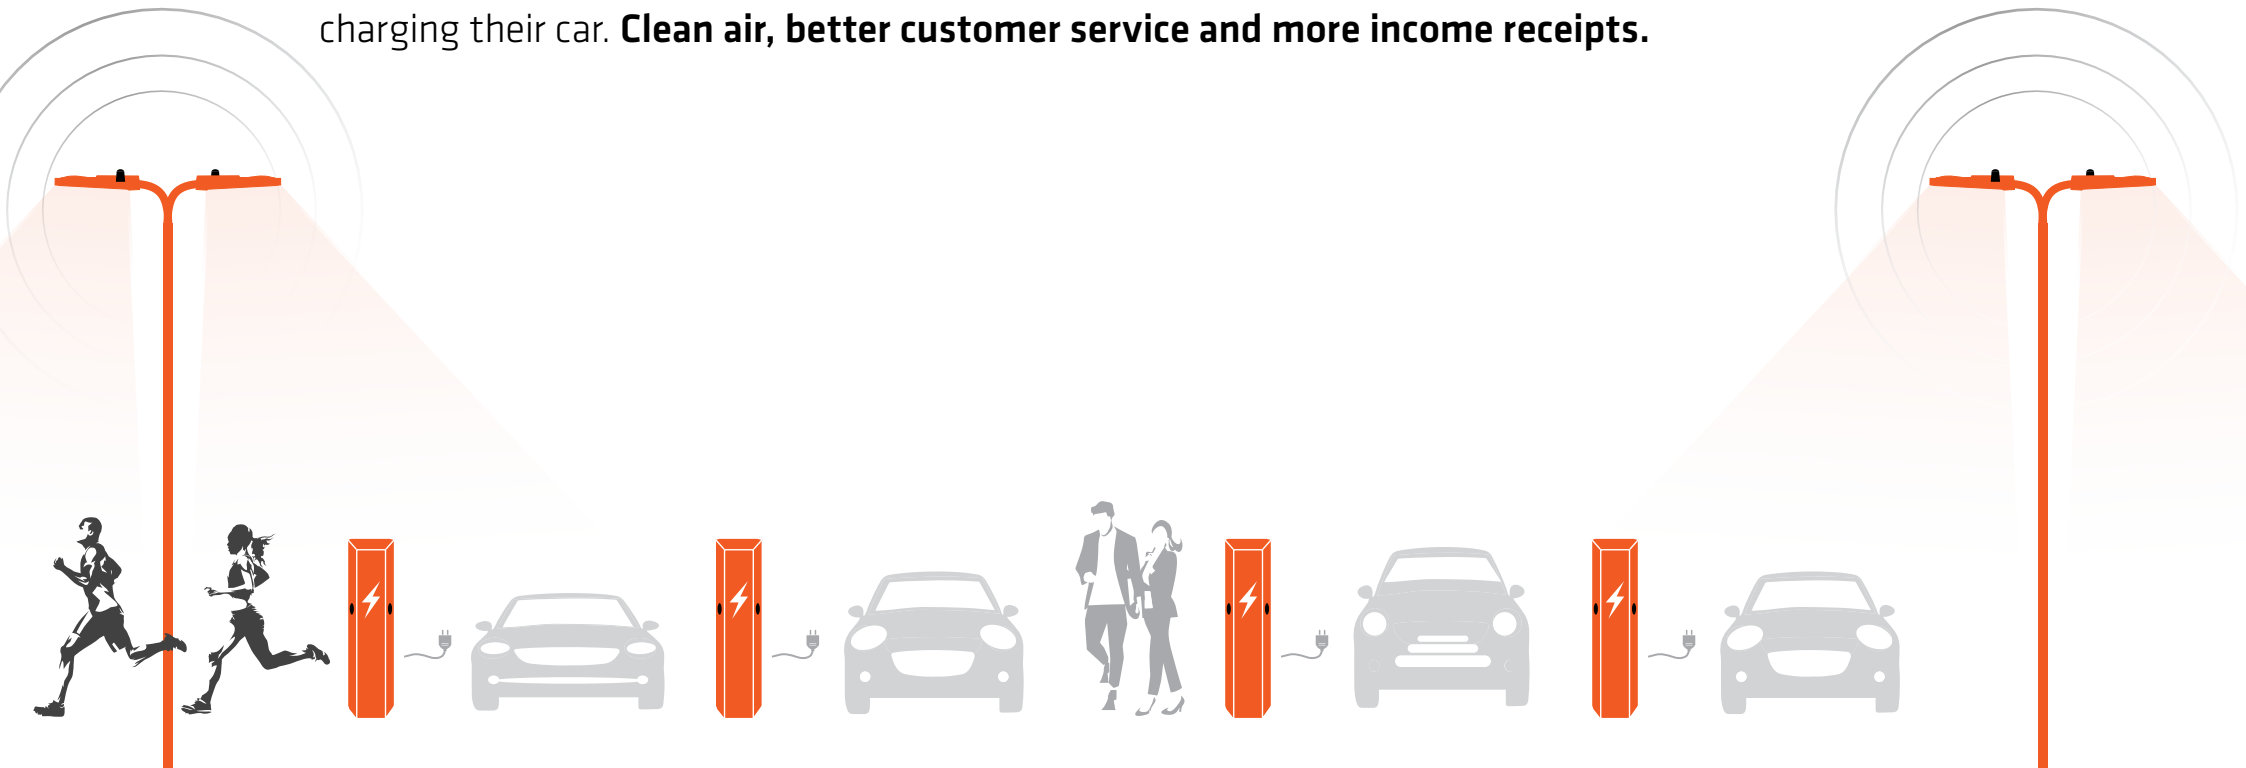 charging their car. Clean air, better customer service and more income receipts.